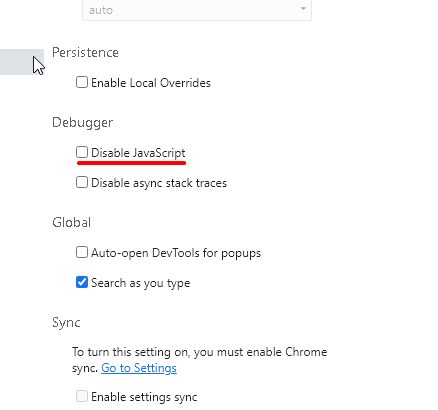 auto
Persistence
Enable Local Overrides
Debugger
Disable JavaScript
Disable async stack traces
Global
Auto-open DevTools for popups
Search as you type
Sync
To turn this setting on, you must enable Chrome
sync. Go to Settings
Enable settings sync